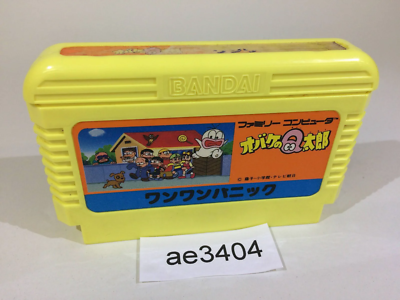 BANDAI
ファミリー コンピュータ
オバケのQ太郎
ワンワンパニック
ae3404